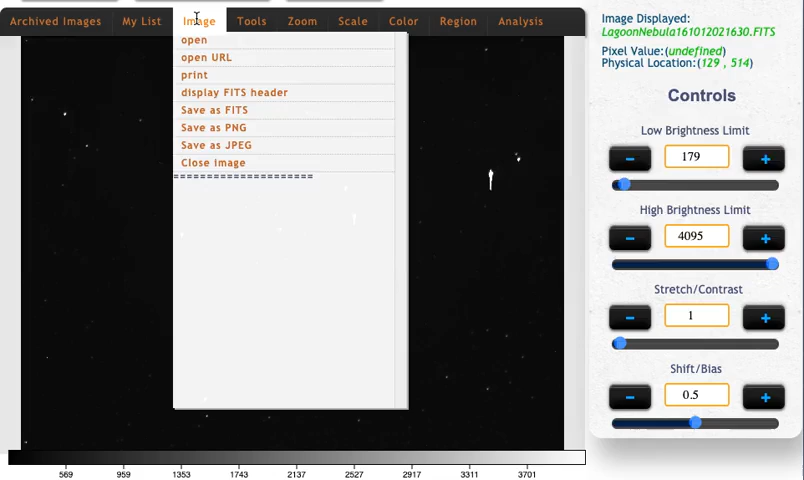 Archived Images My List Image Tools Zoom Scale Color Region Analysis
open
open URL
print
display FITS header
Save as FITS
Save as PNG
Save as JPEG
Close image
=====================
569 959 1353 1743 2137 2527 2917 3311 3701
Image Displayed:
LagoonNebula161012021630.FITS
Pixel Value:(undefined)
Physical Location:(129 , 514)
Controls
Low Brightness Limit
- 179 +
High Brightness Limit
- 4095 +
Stretch/Contrast
- 1 +
Shift/Bias
- 0.5 +